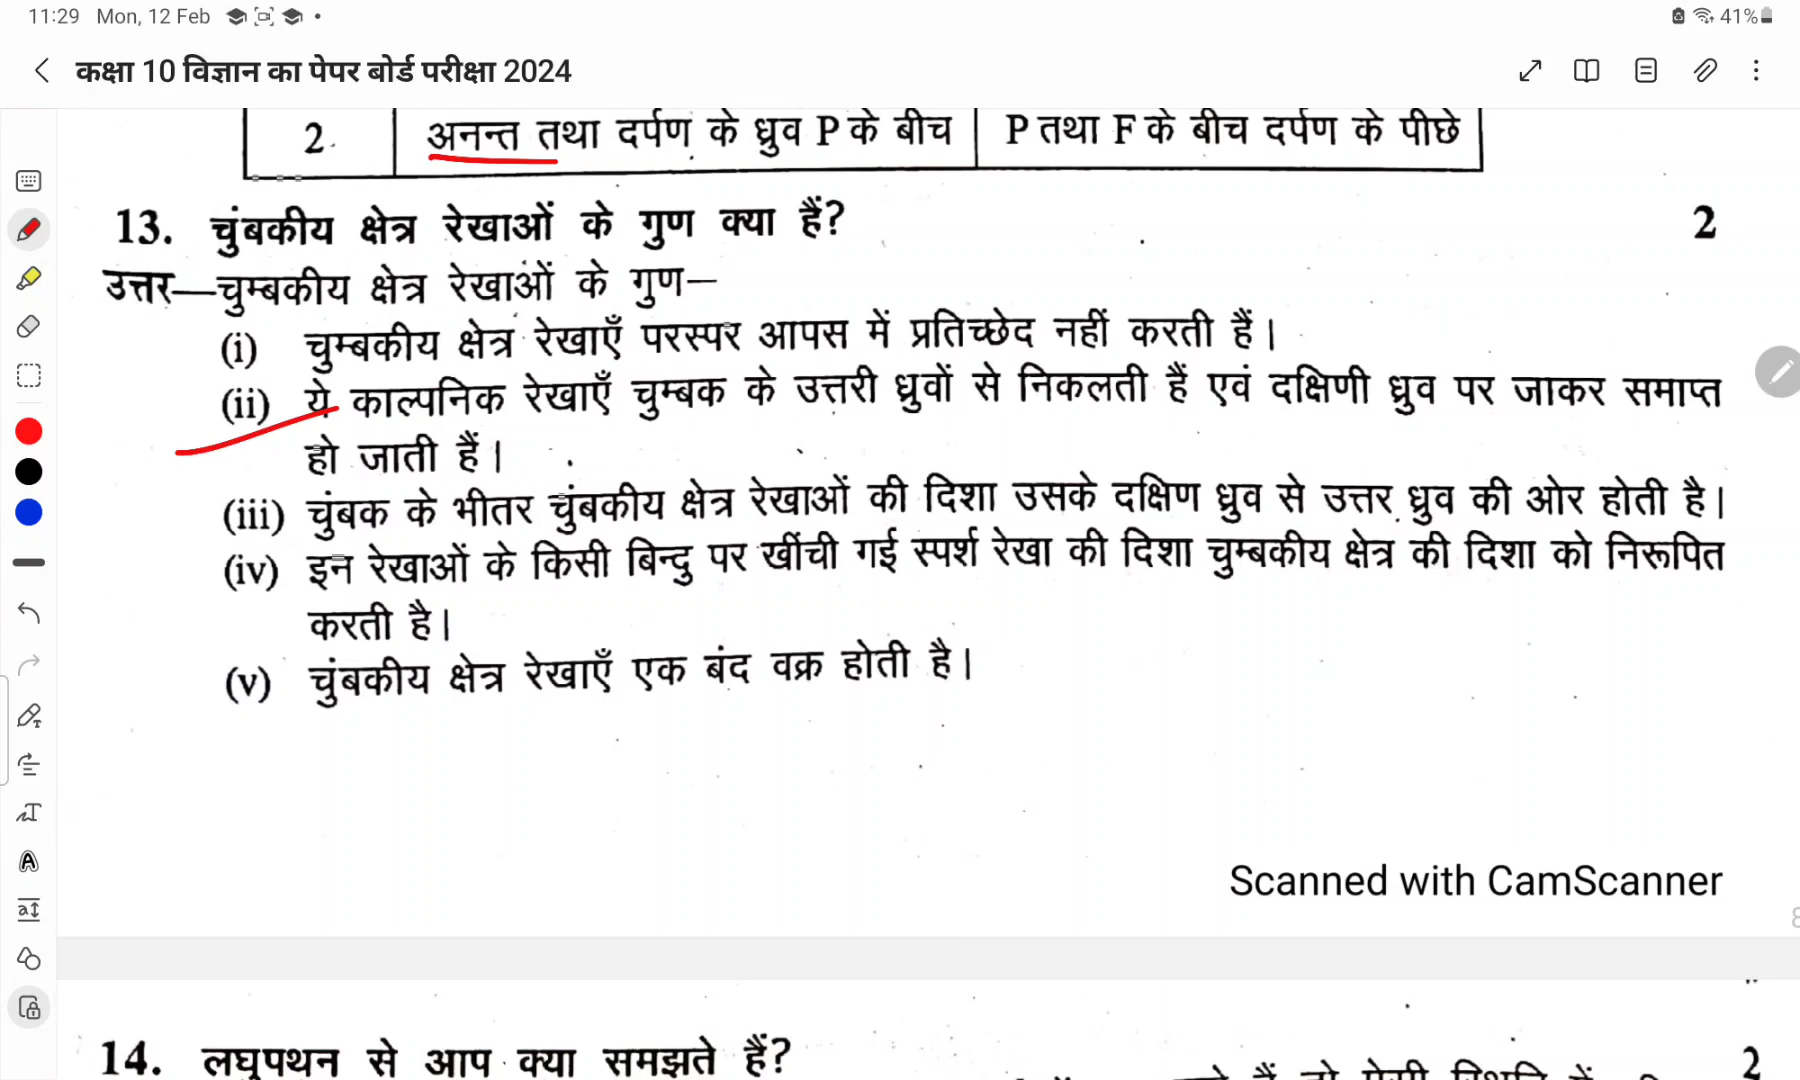 11:29 Mon, 12 Feb
41%
कक्षा 10 विज्ञान का पेपर बोर्ड परीक्षा 2024
2. अनन्त तथा दर्पण के ध्रुव P के बीच P तथा F के बीच दर्पण के पीछे
13. चुंबकीय क्षेत्र रेखाओं के गुण क्या हैं? 2
उत्तर—चुम्बकीय क्षेत्र रेखाओं के गुण—
(i) चुम्बकीय क्षेत्र रेखाएँ परस्पर आपस में प्रतिच्छेद नहीं करती हैं।
(ii) ये काल्पनिक रेखाएँ चुम्बक के उत्तरी ध्रुवों से निकलती हैं एवं दक्षिणी ध्रुव पर जाकर समाप्त
हो जाती हैं।
(iii) चुंबक के भीतर चुंबकीय क्षेत्र रेखाओं की दिशा उसके दक्षिण ध्रुव से उत्तर ध्रुव की ओर होती है।
(iv) इन रेखाओं के किसी बिन्दु पर खींची गई स्पर्श रेखा की दिशा चुम्बकीय क्षेत्र की दिशा को निरूपित
करती है।
(v) चुंबकीय क्षेत्र रेखाएँ एक बंद वक्र होती है।
Scanned with CamScanner
14. लघुपथन से आप क्या समझते हैं? 2